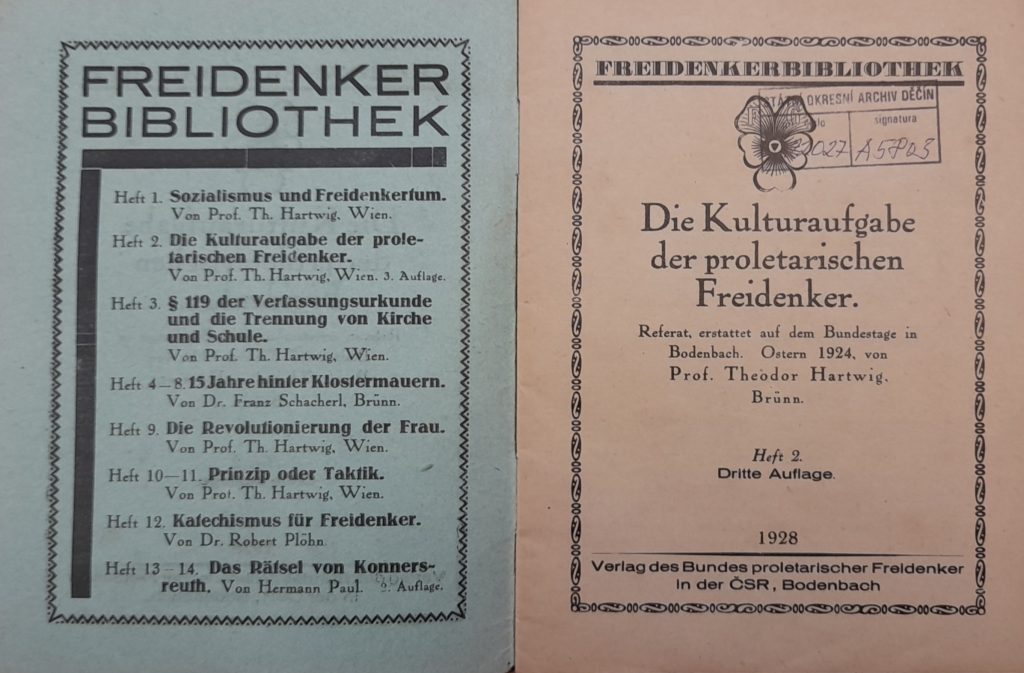 FREIDENKER
BIBLIOTHEK
Heft 1. Sozialismus und Freidenkertum.
Von Prof. Th. Hartwig, Wien.
Heft 2. Die Kulturaufgabe der prole-
tarischen Freidenker.
Von Prof. Th. Hartwig, Wien. 3. Auflage.
Heft 3. § 119 der Verfassungsurkunde
und die Trennung von Kirche
und Schule.
Von Prof. Th. Hartwig, Wien.
Heft 4–8. 15 Jahre hinter Klostermauern.
Von Dr. Franz Schacherl, Brünn.
Heft 9. Die Revolutionierung der Frau.
Von Prof. Th. Hartwig, Wien.
Heft 10–11. Prinzip oder Taktik.
Von Prof. Th. Hartwig, Wien.
Heft 12. Katechismus für Freidenker.
Von Dr. Robert Plöhn
Heft 13–14. Das Rätsel von Konners-
reuth. Von Hermann Paul. 2. Auflage.
FREIDENKERBIBLIOTHEK
OKRESNÍ ARCHIV DĚČÍN
signatura
Die Kulturaufgabe
der proletarischen
Freidenker.
Referat, erstattet auf dem Bundestage in
Bodenbach. Ostern 1924, von
Prof. Theodor Hartwig,
Brünn.
Heft 2.
Dritte Auflage.
1928
Verlag des Bundes proletarischer Freidenker
in der ČSR, Bodenbach